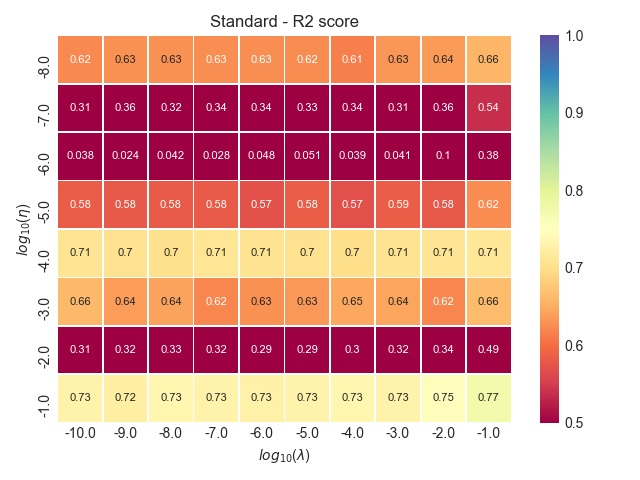 Standard - R2 score
log10(η)
-8.0 0.62 0.63 0.63 0.63 0.63 0.62 0.61 0.63 0.64 0.66
-7.0 0.31 0.36 0.32 0.34 0.34 0.33 0.34 0.31 0.36 0.54
-6.0 0.038 0.024 0.042 0.028 0.048 0.051 0.039 0.041 0.1 0.38
-5.0 0.58 0.58 0.58 0.58 0.57 0.58 0.57 0.59 0.58 0.62
-4.0 0.71 0.7 0.7 0.71 0.71 0.7 0.7 0.71 0.71 0.71
-3.0 0.66 0.64 0.64 0.62 0.63 0.63 0.65 0.64 0.62 0.66
-2.0 0.31 0.32 0.33 0.32 0.29 0.29 0.3 0.32 0.34 0.49
-1.0 0.73 0.72 0.73 0.73 0.73 0.73 0.73 0.73 0.75 0.77
-10.0 -9.0 -8.0 -7.0 -6.0 -5.0 -4.0 -3.0 -2.0 -1.0
log10(λ)
1.0
0.9
0.8
0.7
0.6
0.5